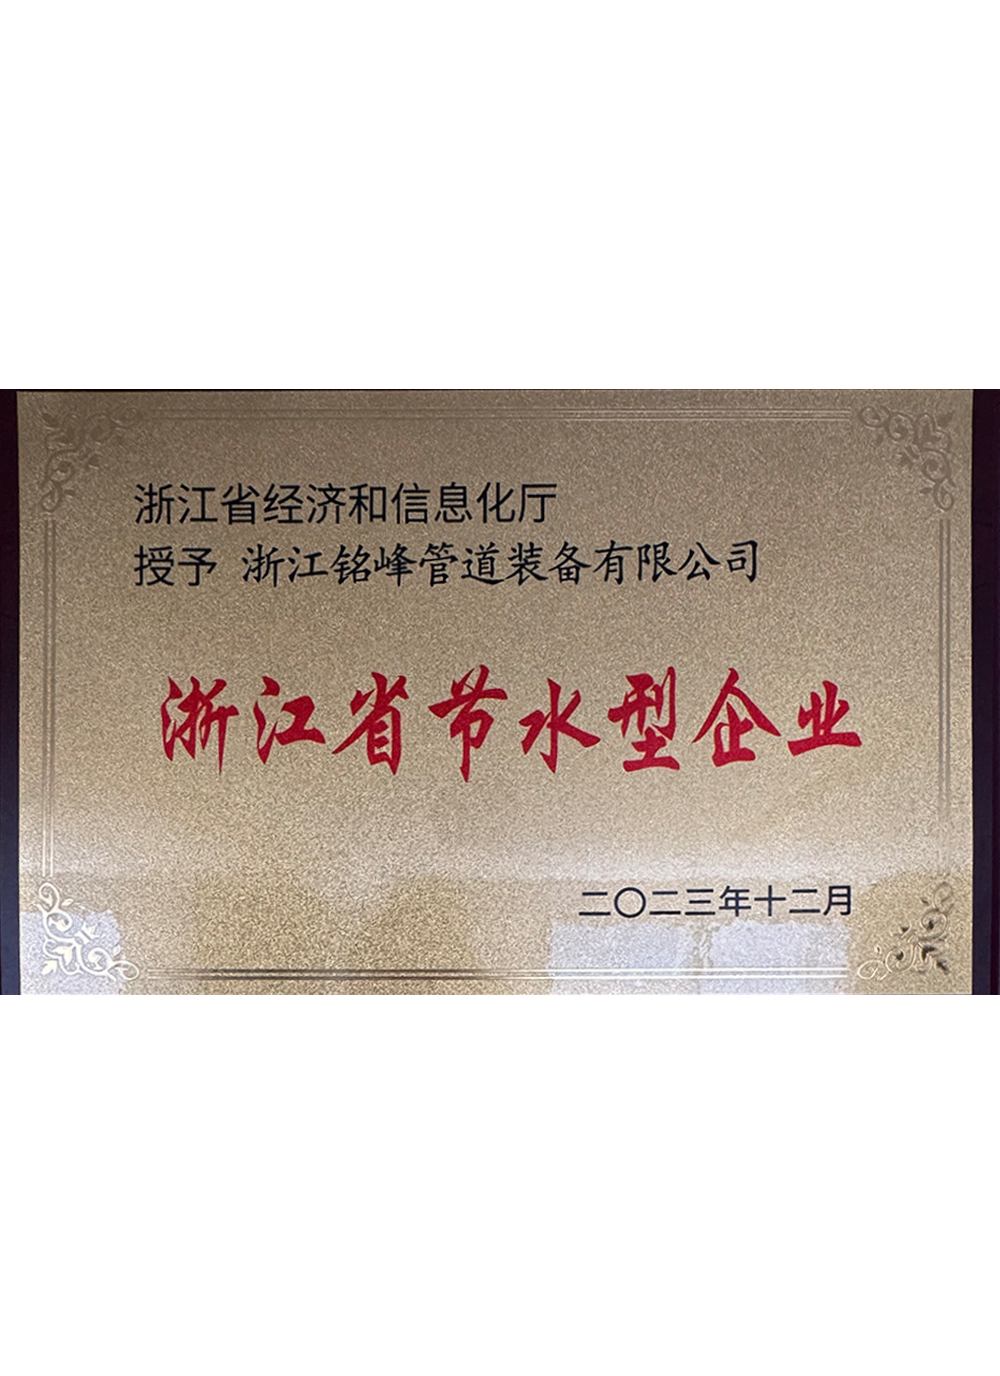 浙江省经济和信息化厅
授予 浙江铭峰管道装备有限公司
浙江省节水型企业
二〇二三年十二月